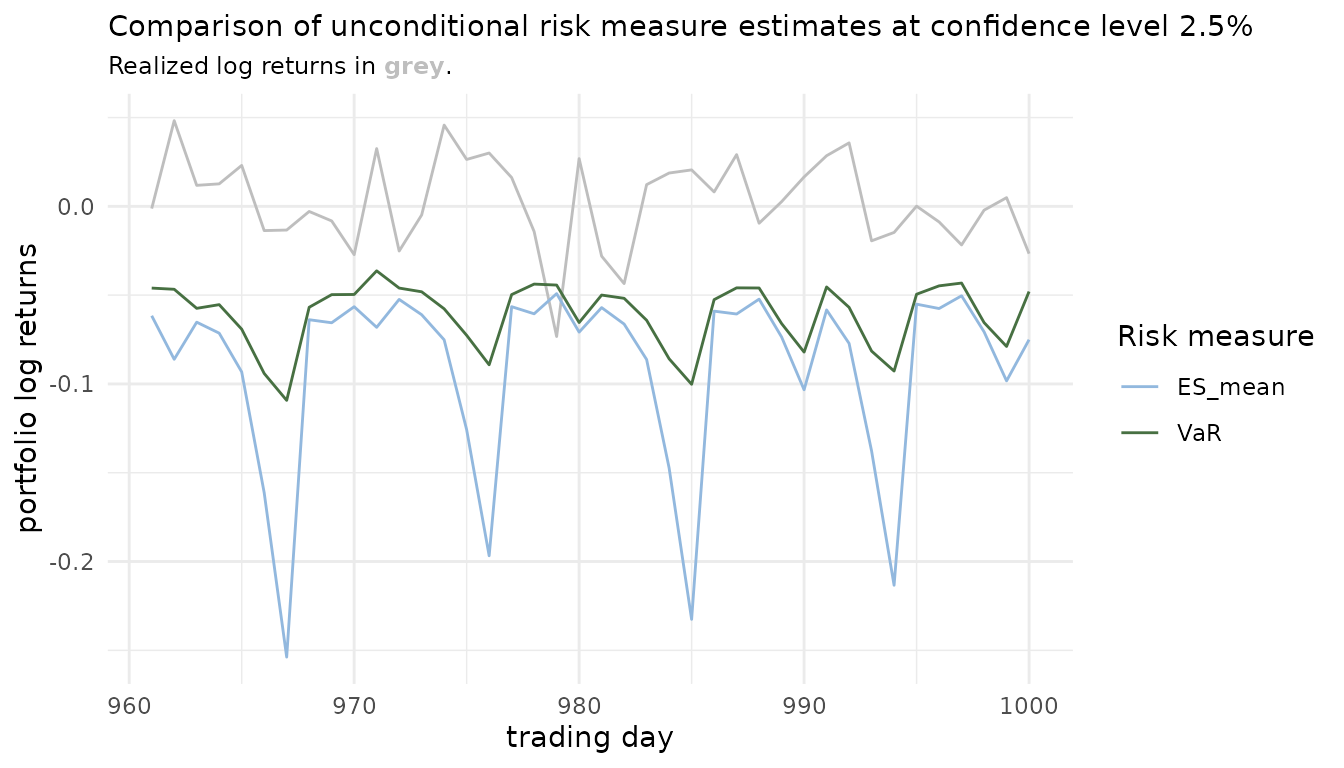 Comparison of unconditional risk measure estimates at confidence level 2.5%
Realized log returns in grey.
portfolio log returns
0.0
-0.1
-0.2
960 970 980 990 1000
trading day
Risk measure
ES_mean
VaR